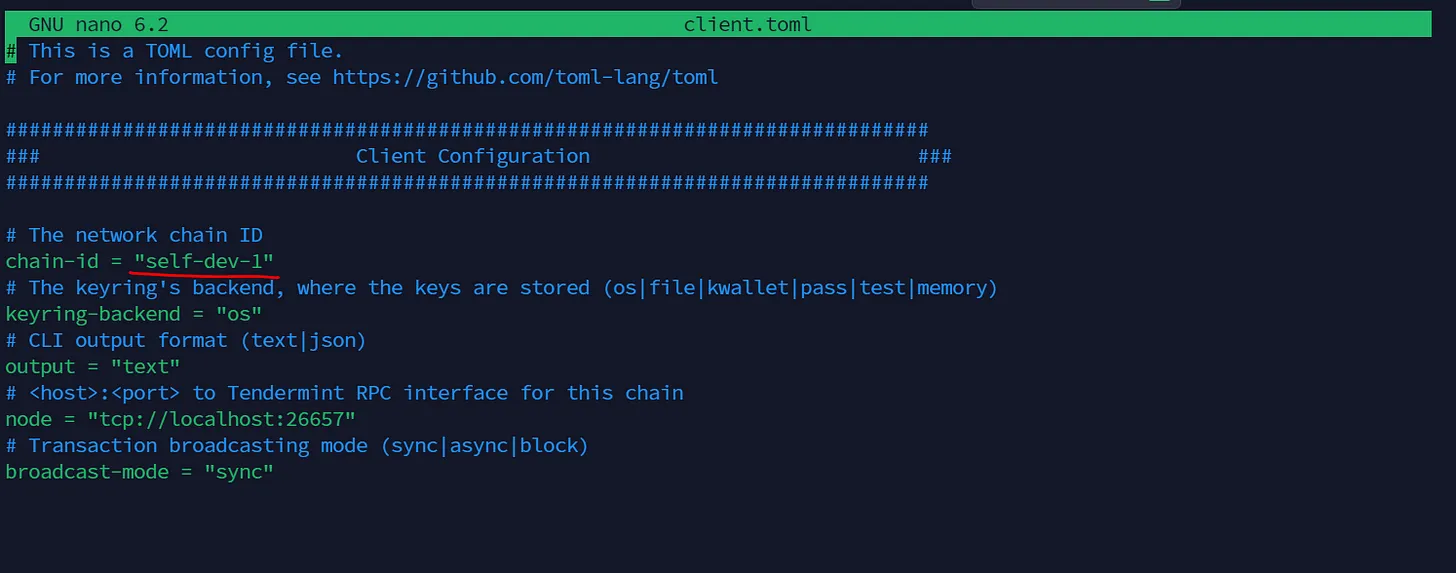 GNU nano 6.2 client.toml
# This is a TOML config file.
# For more information, see https://github.com/toml-lang/toml
###############################################################################
### Client Configuration ###
###############################################################################
# The network chain ID
chain-id = "self-dev-1"
# The keyring's backend, where the keys are stored (os|file|kwallet|pass|test|memory)
keyring-backend = "os"
# CLI output format (text|json)
output = "text"
# <host>:<port> to Tendermint RPC interface for this chain
node = "tcp://localhost:26657"
# Transaction broadcasting mode (sync|async|block)
broadcast-mode = "sync"